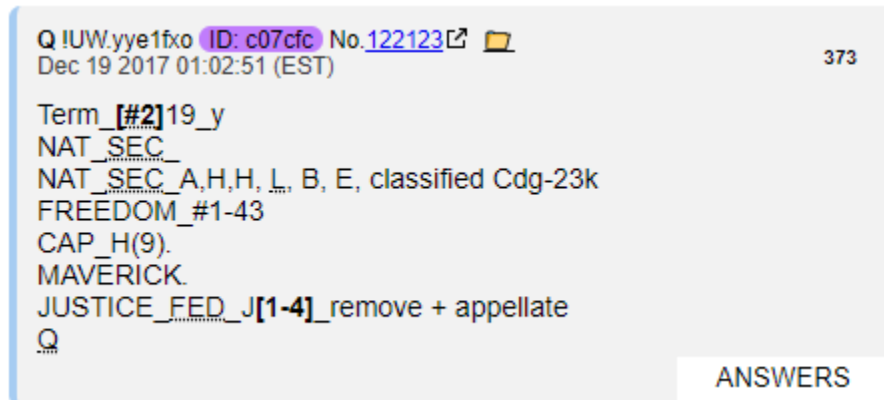 Q !UW.yye1fxo ID: c07cfc No.122123
Dec 19 2017 01:02:51 (EST)
373
Term_[#2]19_y
NAT_SEC_
NAT_SEC_A,H,H, L, B, E, classified Cdg-23k
FREEDOM_#1-43
CAP_H(9).
MAVERICK.
JUSTICE_FED_J[1-4]_remove + appellate
Q
ANSWERS